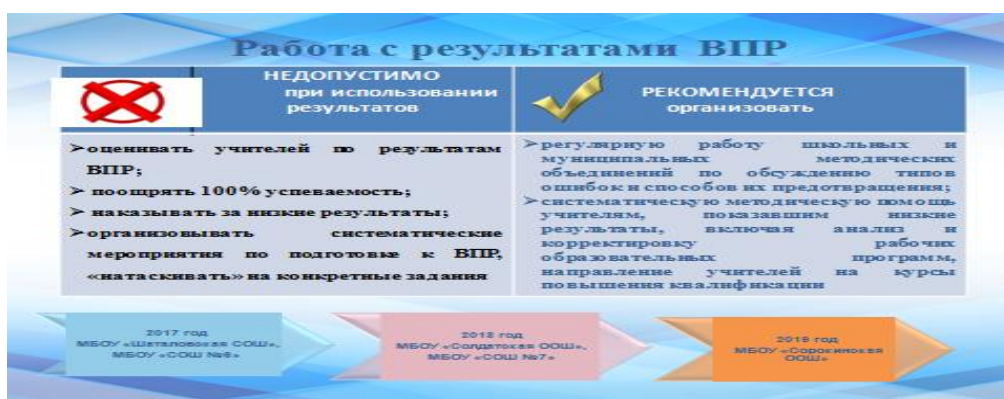 Работа с результатами ВПР
НЕДОПУСТИМО
при использовании
результатов
РЕКОМЕНДУЕТСЯ
организовать
➢оценивать учителей по результатам
ВПР;
➢ поощрять 100% успеваемость;
➢ наказывать за низкие результаты;
➢организовывать систематические
мероприятия по подготовке к ВПР,
«натаскивать» на конкретные задания
➢регулярную работу школьных и
муниципальных методических
объединений по обсуждению типов
ошибок и способов их предотвращения;
➢систематическую методическую помощь
учителям, показавшим низкие
результаты, включая анализ и
корректировку рабочих
образовательных программ,
направление учителей на курсы
повышения квалификации
2017 год
МБОУ «Шаталовская СОШ»,
МБОУ «СОШ №6»
2018 год
МБОУ «Солдатская ООШ»,
МБОУ «СОШ №7»
2019 год
МБОУ «Сорокинская
ООШ»